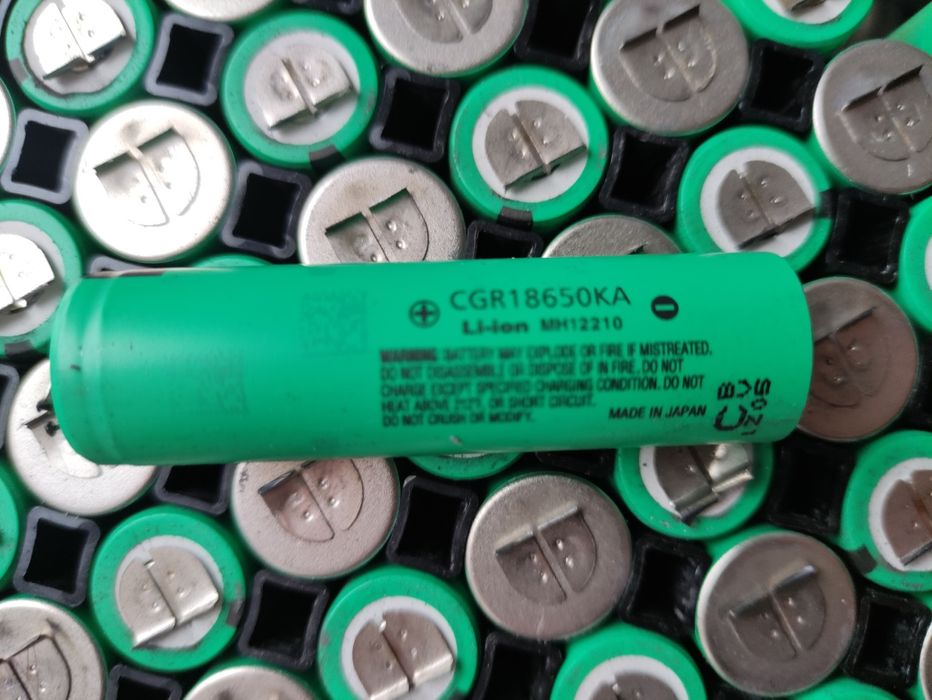 ⊕ CGR18650KA ⊖
Li-ion MH12210
WARNING: BATTERY MAY EXPLODE OR FIRE IF MISTREATED.
DO NOT DISASSEMBLE OR DISPOSE OF IN FIRE. DO NOT
CHARGE EXCEPT SPECIFIED CHARGING CONDITION. DO NOT
HEAT ABOVE 212°F, OR SHORT CIRCUIT.
DO NOT CRUSH OR MODIFY.
MADE IN JAPAN